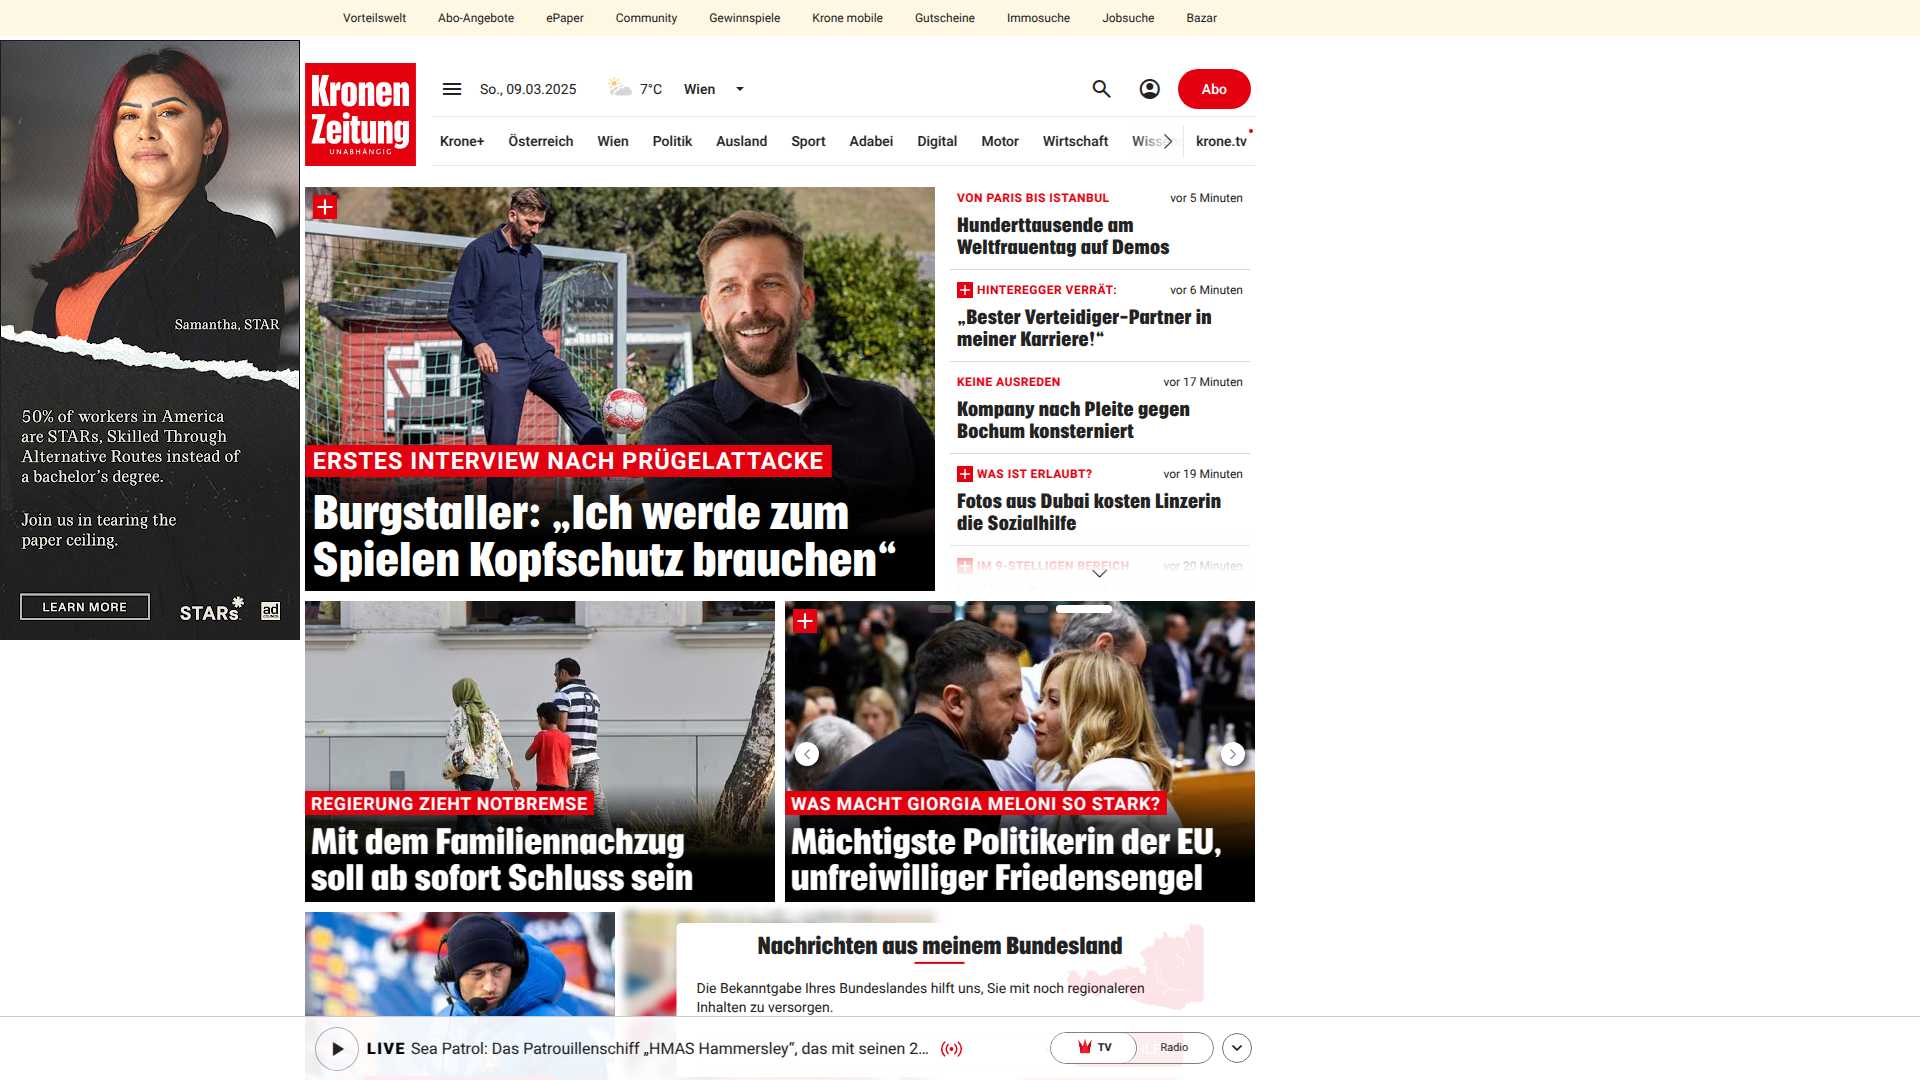 Vorteilswelt
Abo-Angebote
ePaper
Community
Gewinnspiele
Krone mobile
Gutscheine
Immosuche
Jobsuche
Bazar
Kronen
Zeitung
UNABHÄNGIG
So., 09.03.2025
7°C
Wien
Abo
Krone+
Österreich
Wien
Politik
Ausland
Sport
Adabei
Digital
Motor
Wirtschaft
krone.tv
Samantha, STAR
50% of workers in America
are STARs, Skilled Through
Alternative Routes instead of
a bachelor's degree.
Join us in tearing the
paper ceiling.
LEARN MORE
STARs
ad
ERSTES INTERVIEW NACH PRÜGELATTACKE
Burgstaller: „Ich werde zum
Spielen Kopfschutz brauchen“
VON PARIS BIS ISTANBUL
vor 5 Minuten
Hunderttausende am
Weltfrauentag auf Demos
HINTEREGGER VERRÄT:
vor 6 Minuten
„Bester Verteidiger-Partner in
meiner Karriere!“
KEINE AUSREDEN
vor 17 Minuten
Kompany nach Pleite gegen
Bochum konsterniert
WAS IST ERLAUBT?
vor 19 Minuten
Fotos aus Dubai kosten Linzerin
die Sozialhilfe
IM 9-STELLIGEN BEREICH
vor 20 Minuten
REGIERUNG ZIEHT NOTBREMSE
Mit dem Familiennachzug
soll ab sofort Schluss sein
WAS MACHT GIORGIA MELONI SO STARK?
Mächtigste Politikerin der EU,
unfreiwilliger Friedensengel
Nachrichten aus meinem Bundesland
Die Bekanntgabe Ihres Bundeslandes hilft uns, Sie mit noch regionaleren
Inhalten zu versorgen.
LIVE Sea Patrol: Das Patrouillenschiff „HMAS Hammersley“, das mit seinen 2...
TV
Radio